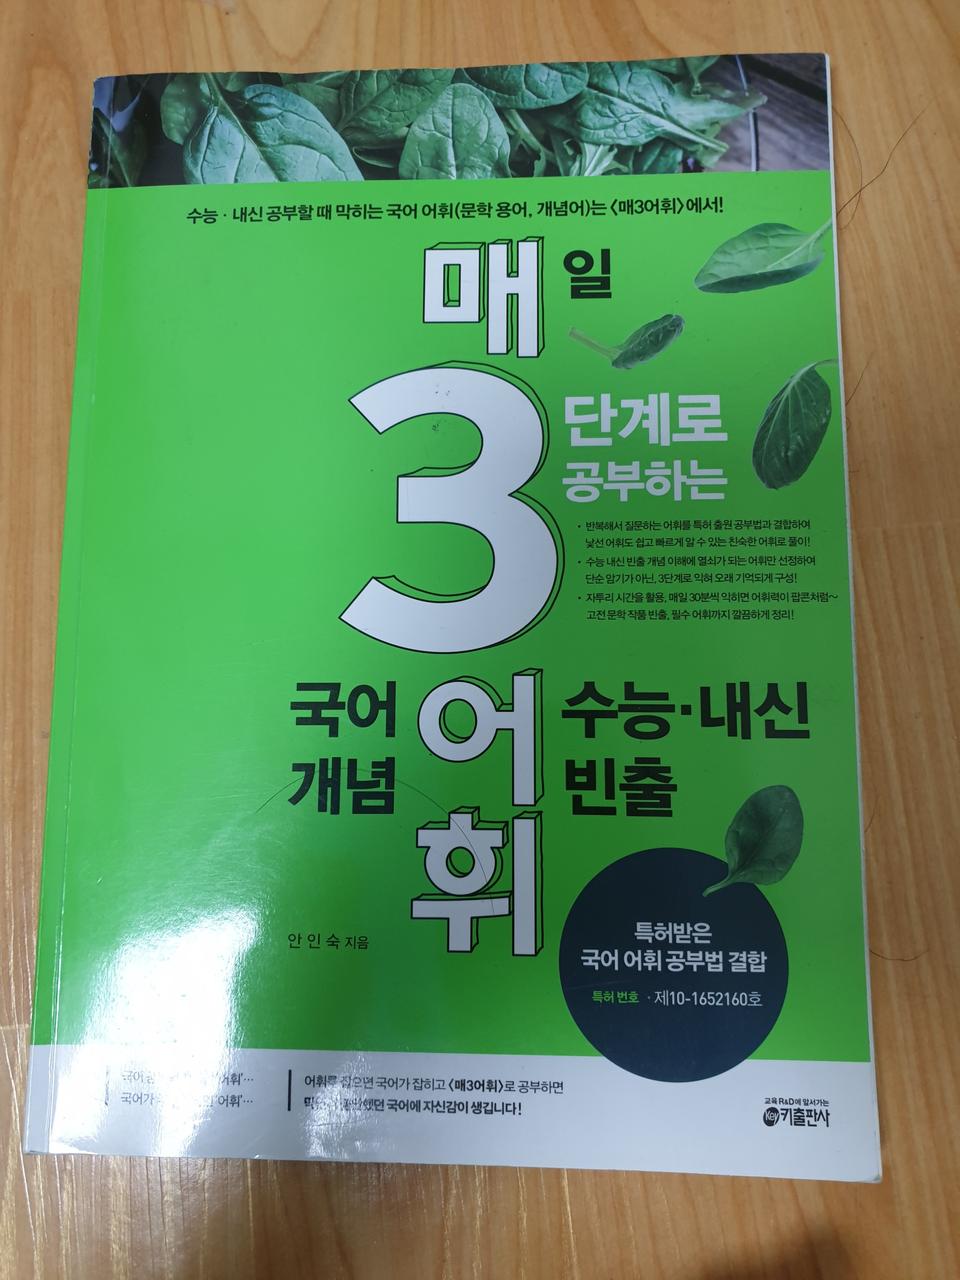 수능 · 내신 공부할 때 막히는 국어 어휘(문학 용어, 개념어)는 <매3어휘>에서!
매일
3단계로
공부하는
• 반복해서 질문하는 어휘를 특허 출원 공부법과 결합하여
낯선 어휘도 쉽고 빠르게 알 수 있는 친숙한 어휘로 풀이!
• 수능 내신 빈출 개념 이해에 열쇠가 되는 어휘만 선정하여
단순 암기가 아닌, 3단계로 익혀 오래 기억되게 구성!
• 자투리 시간을 활용, 매일 30분씩 익히면 어휘력이 팝콘처럼~
고전 문학 작품 빈출, 필수 어휘까지 깔끔하게 정리!
국어 어 수능·내신
개념 휘 빈출
안인숙 지음
특허받은
국어 어휘 공부법 결합
특허 번호 · 제10-1652160호
국어 어휘'…
국어가 '어휘'…
어휘를 잡으면 국어가 잡히고 <매3어휘>로 공부하면
했던 국어에 자신감이 생깁니다!
교육 R&D에 앞서가는
Key 키출판사